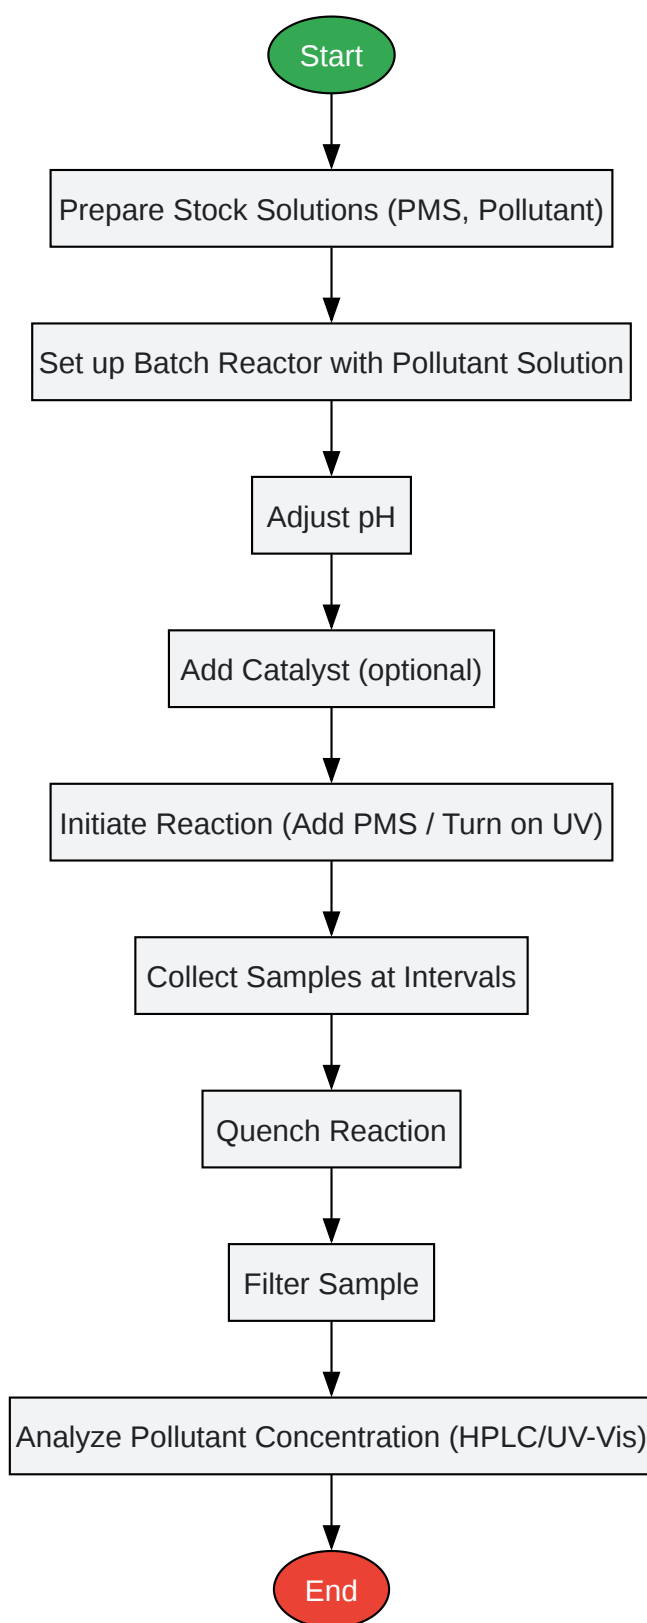 Start
Prepare Stock Solutions (PMS, Pollutant)
Set up Batch Reactor with Pollutant Solution
Adjust pH
Add Catalyst (optional)
Initiate Reaction (Add PMS / Turn on UV)
Collect Samples at Intervals
Quench Reaction
Filter Sample
Analyze Pollutant Concentration (HPLC/UV-Vis)
End